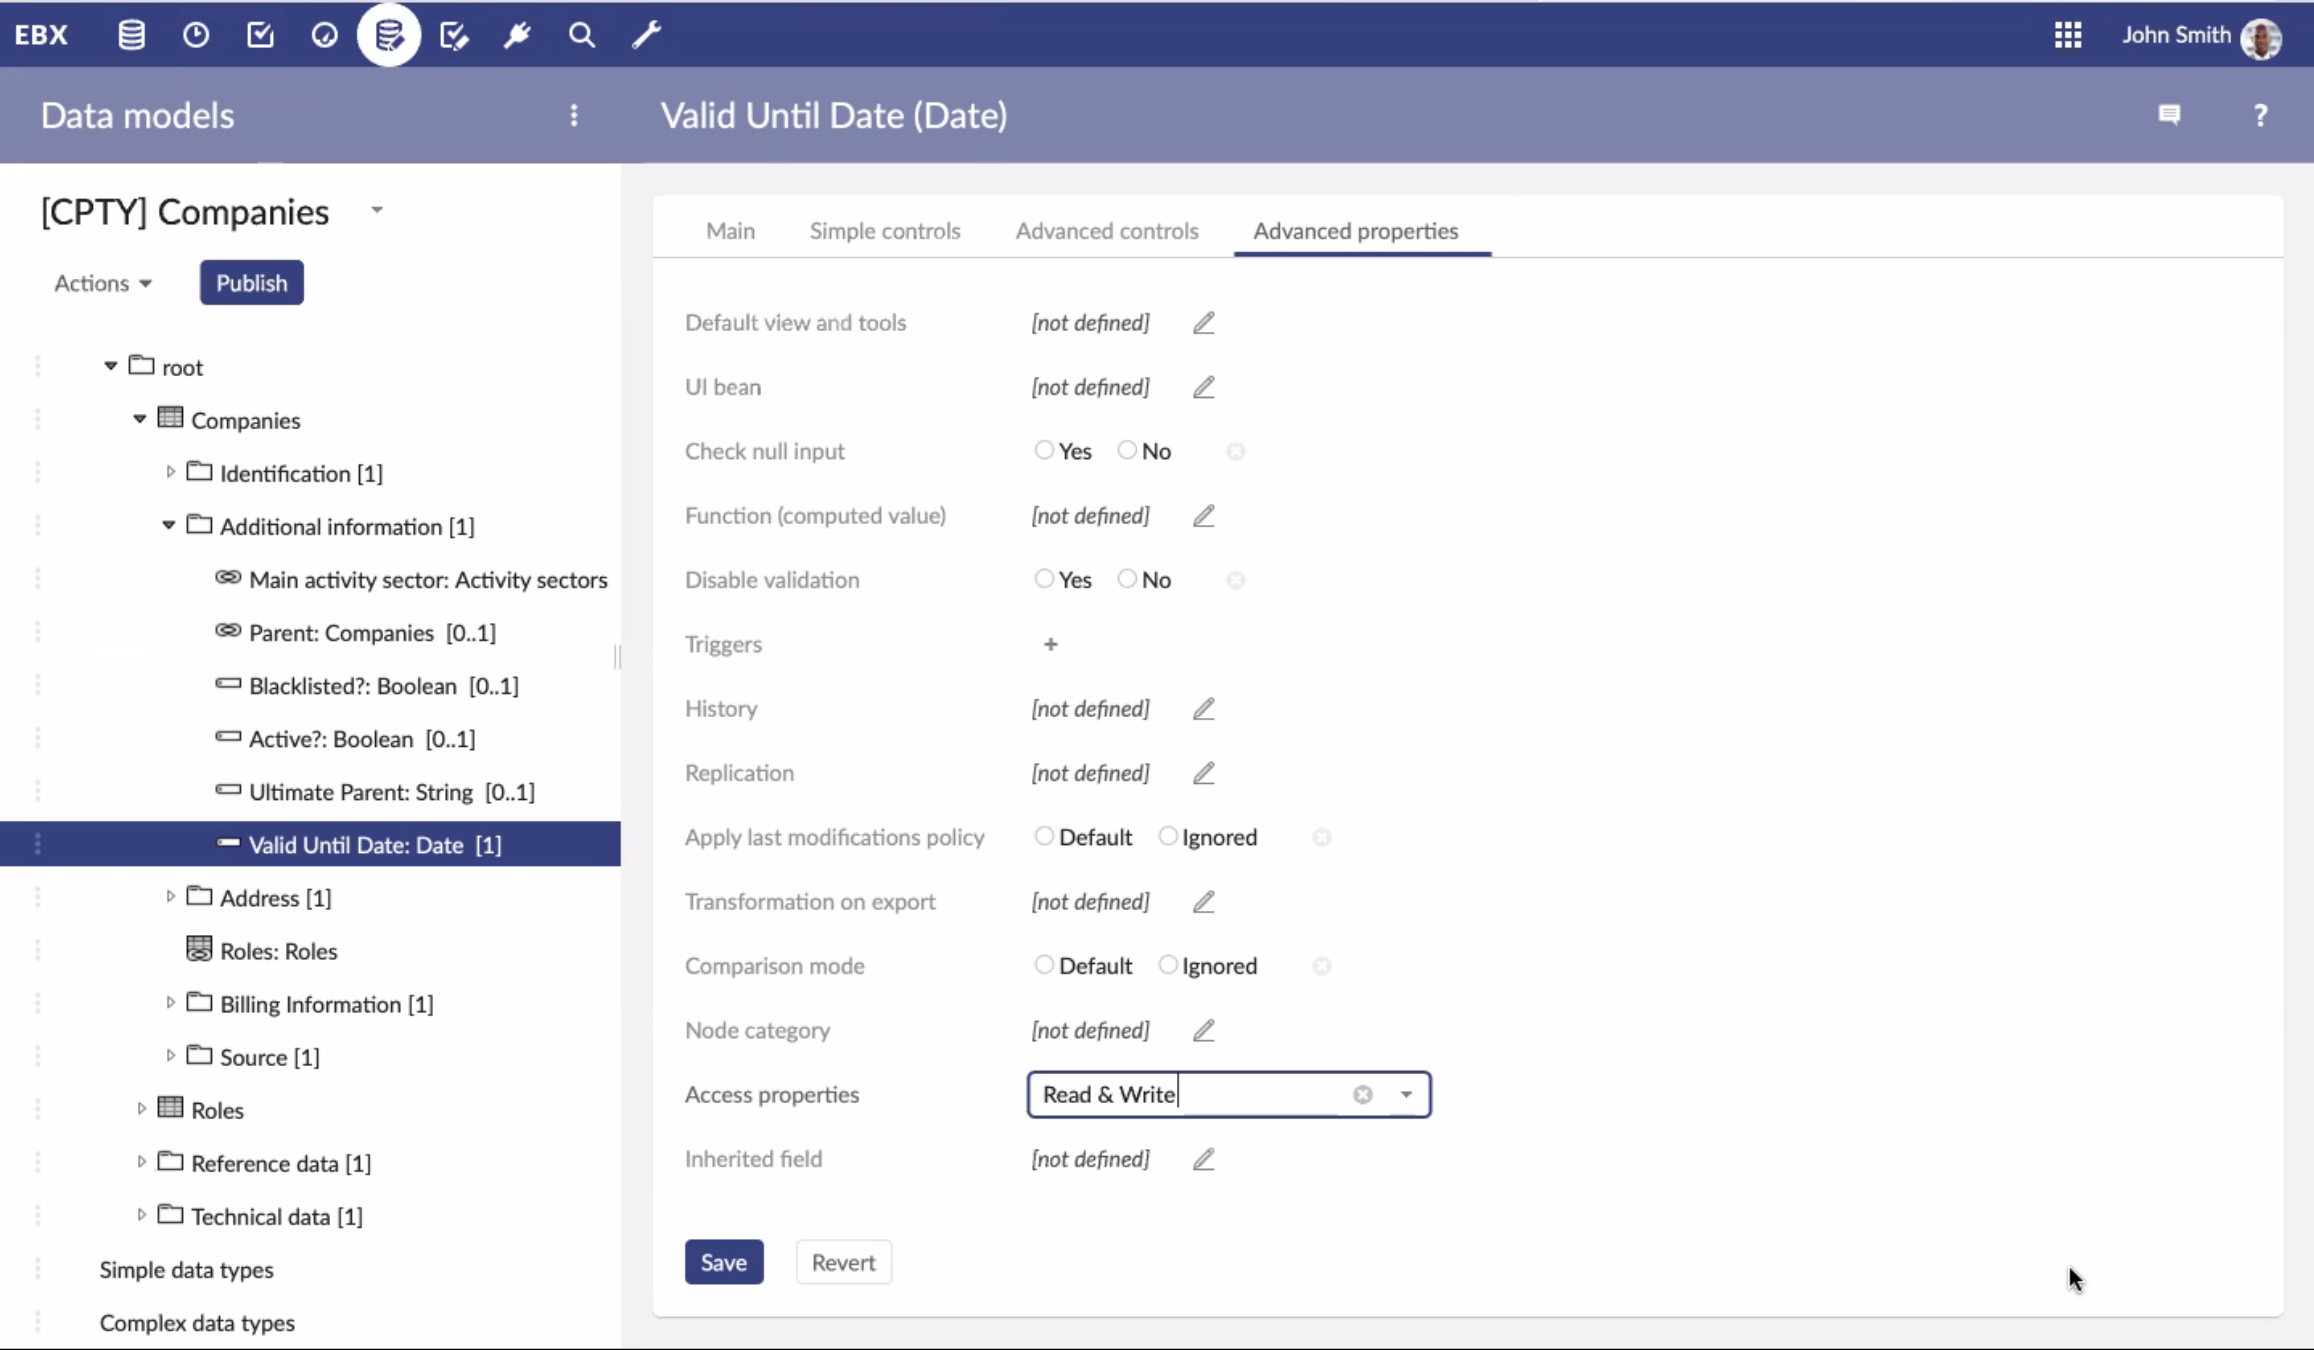 EBX
John Smith
Data models
Valid Until Date (Date)
?
[CPTY] Companies
Actions
Publish
root
Companies
Identification [1]
Additional information [1]
Main activity sector: Activity sectors
Parent: Companies [0..1]
Blacklisted?: Boolean [0..1]
Active?: Boolean [0..1]
Ultimate Parent: String [0..1]
Valid Until Date: Date [1]
Address [1]
Roles: Roles
Billing Information [1]
Source [1]
Roles
Reference data [1]
Technical data [1]
Simple data types
Complex data types
Main Simple controls Advanced controls Advanced properties
Default view and tools [not defined]
UI bean [not defined]
Check null input Yes No
Function (computed value) [not defined]
Disable validation Yes No
Triggers +
History [not defined]
Replication [not defined]
Apply last modifications policy Default Ignored
Transformation on export [not defined]
Comparison mode Default Ignored
Node category [not defined]
Access properties Read & Write
Inherited field [not defined]
Save Revert